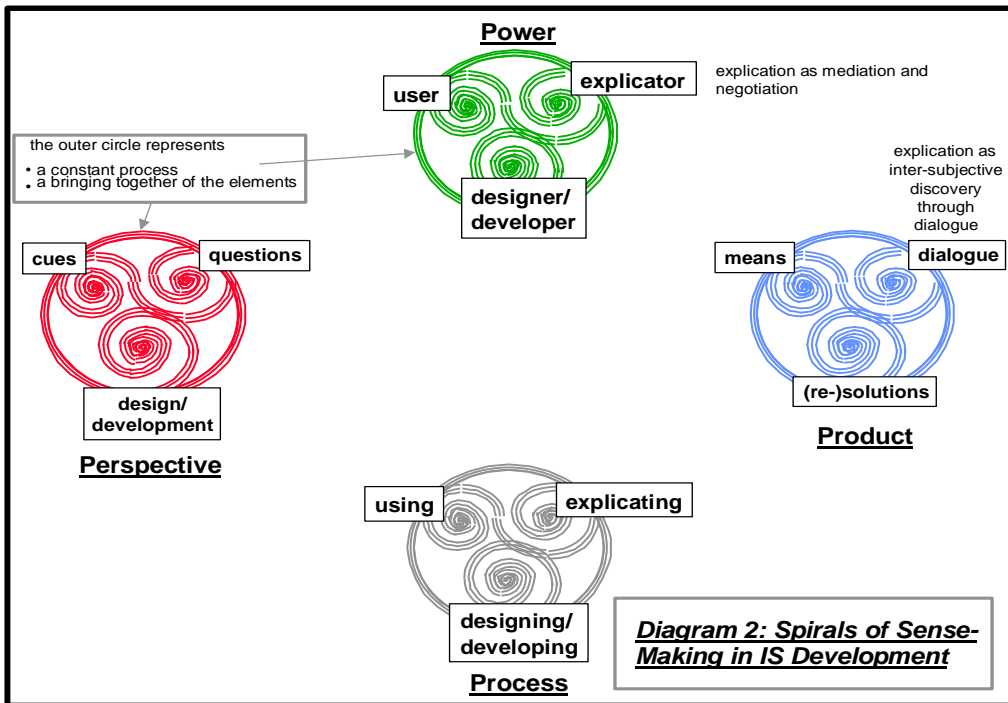 Power
user
explicator
explication as mediation and
negotiation
designer/
developer
the outer circle represents
• a constant process
• a bringing together of the elements
explication as
inter-subjective
discovery
through
dialogue
cues
questions
design/
development
Perspective
means
dialogue
(re-)solutions
Product
using
explicating
designing/
developing
Process
Diagram 2: Spirals of Sense-
Making in IS Development